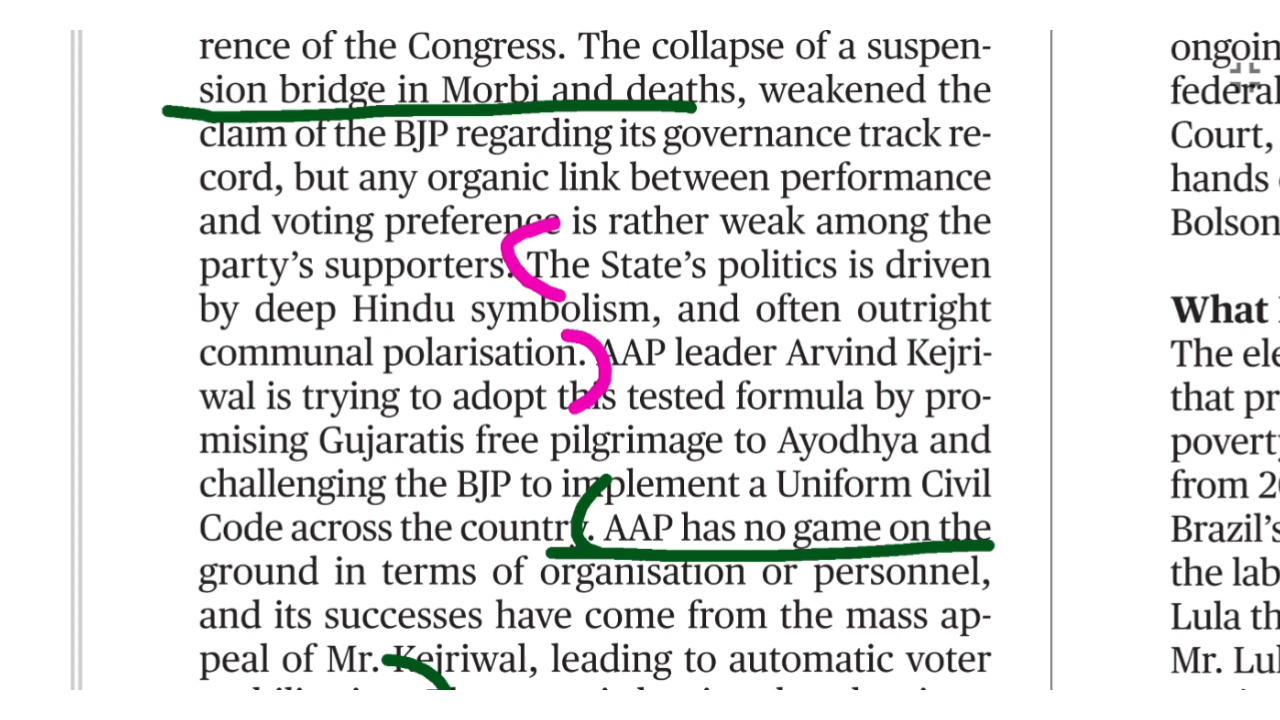 rence of the Congress. The collapse of a suspen-
sion bridge in Morbi and deaths, weakened the
claim of the BJP regarding its governance track re-
cord, but any organic link between performance
and voting preference is rather weak among the
party's supporters. The State's politics is driven
by deep Hindu symbolism, and often outright
communal polarisation. AAP leader Arvind Kejri-
wal is trying to adopt this tested formula by pro-
mising Gujaratis free pilgrimage to Ayodhya and
challenging the BJP to implement a Uniform Civil
Code across the country. AAP has no game on the
ground in terms of organisation or personnel,
and its successes have come from the mass ap-
peal of Mr. Kejriwal, leading to automatic voter
ongoin
federal
Court,
hands
Bolson
What
The ele
that pr
poverty
from 20
Brazil's
the lab
Lula th
Mr. Lul